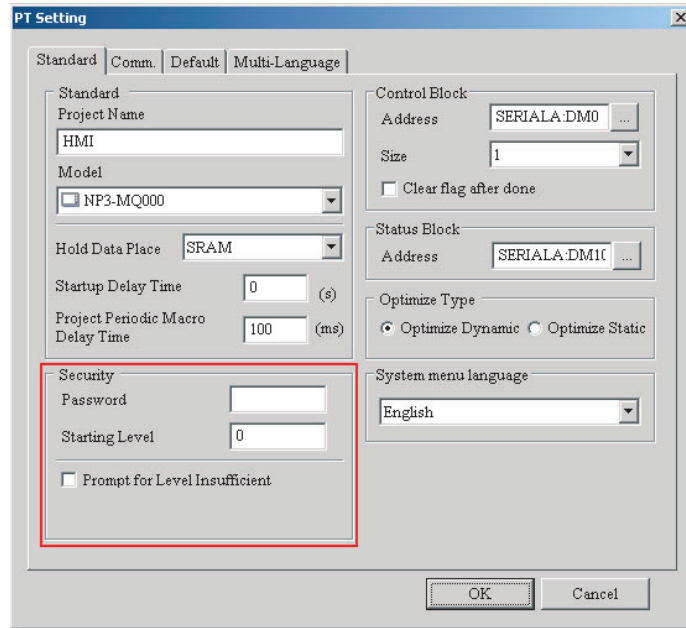 PT Setting
Standard Comm. Default Multi-Language
Standard
Project Name
HMI
Model
NP3-MQ000
Hold Data Place SRAM
Startup Delay Time 0 (s)
Project Periodic Macro
Delay Time 100 (ms)
Security
Password
Starting Level 0
Prompt for Level Insufficient
Control Block
Address SERIALA:DM0 ...
Size 1
Clear flag after done
Status Block
Address SERIALA:DM1( ...
Optimize Type
Optimize Dynamic Optimize Static
System menu language
English
OK Cancel